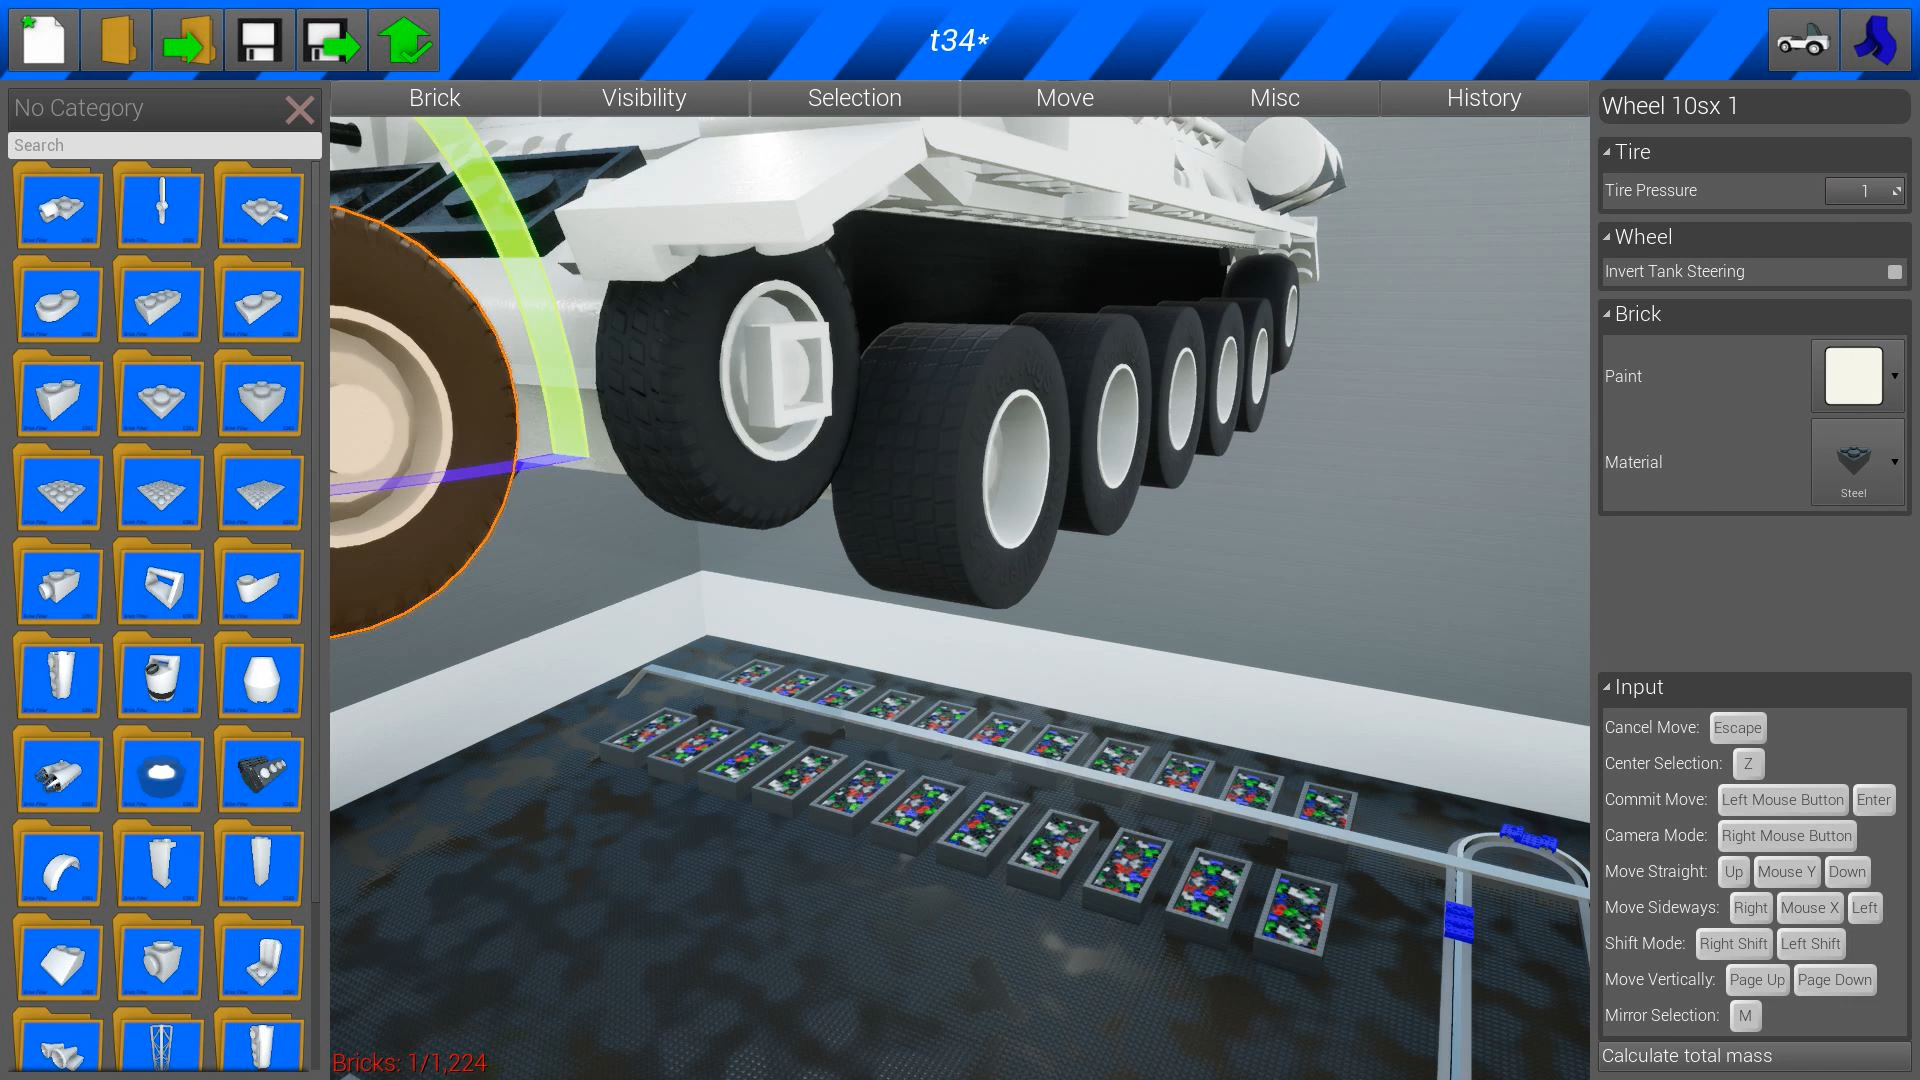 t34*
No Category
Search
Brick
Visibility
Selection
Move
Misc
History
Bricks: 1/1,224
Wheel 10sx 1
Tire
Tire Pressure
1
Wheel
Invert Tank Steering
Brick
Paint
Material
Steel
Input
Cancel Move: Escape
Center Selection: Z
Commit Move: Left Mouse Button Enter
Camera Mode: Right Mouse Button
Move Straight: Up Mouse Y Down
Move Sideways: Right Mouse X Left
Shift Mode: Right Shift Left Shift
Move Vertically: Page Up Page Down
Mirror Selection: M
Calculate total mass